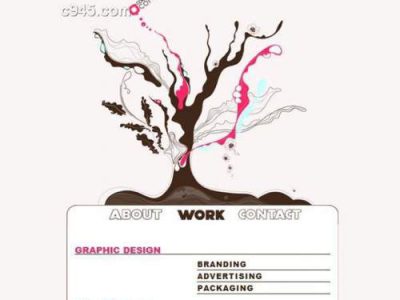 c945.com
ABOUT WORK CONTACT
GRAPHIC DESIGN
BRANDING
ADVERTISING
PACKAGING